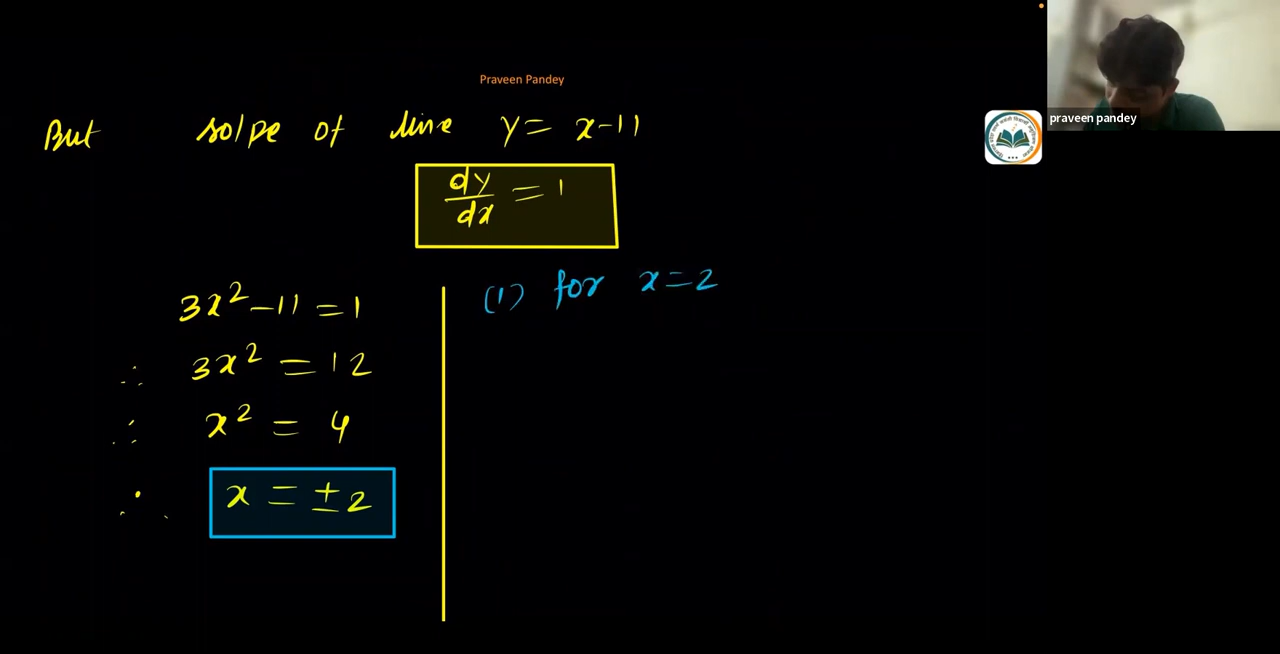 Praveen Pandey
praveen pandey
But solpe of line y = x-11
dy/dx = 1
3x² - 11 = 1
∴ 3x² = 12
∴ x² = 4
∴ x = ±2
(1) for x = 2